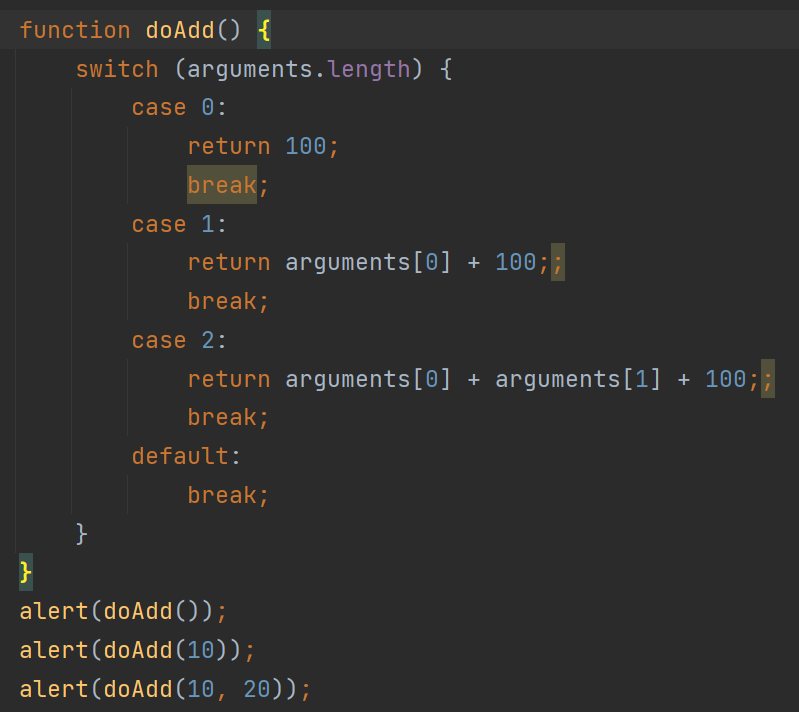 function doAdd() {
    switch (arguments.length) {
        case 0:
            return 100;
            break;
        case 1:
            return arguments[0] + 100;;
            break;
        case 2:
            return arguments[0] + arguments[1] + 100;;
            break;
        default:
            break;
    }
}
alert(doAdd());
alert(doAdd(10));
alert(doAdd(10, 20));